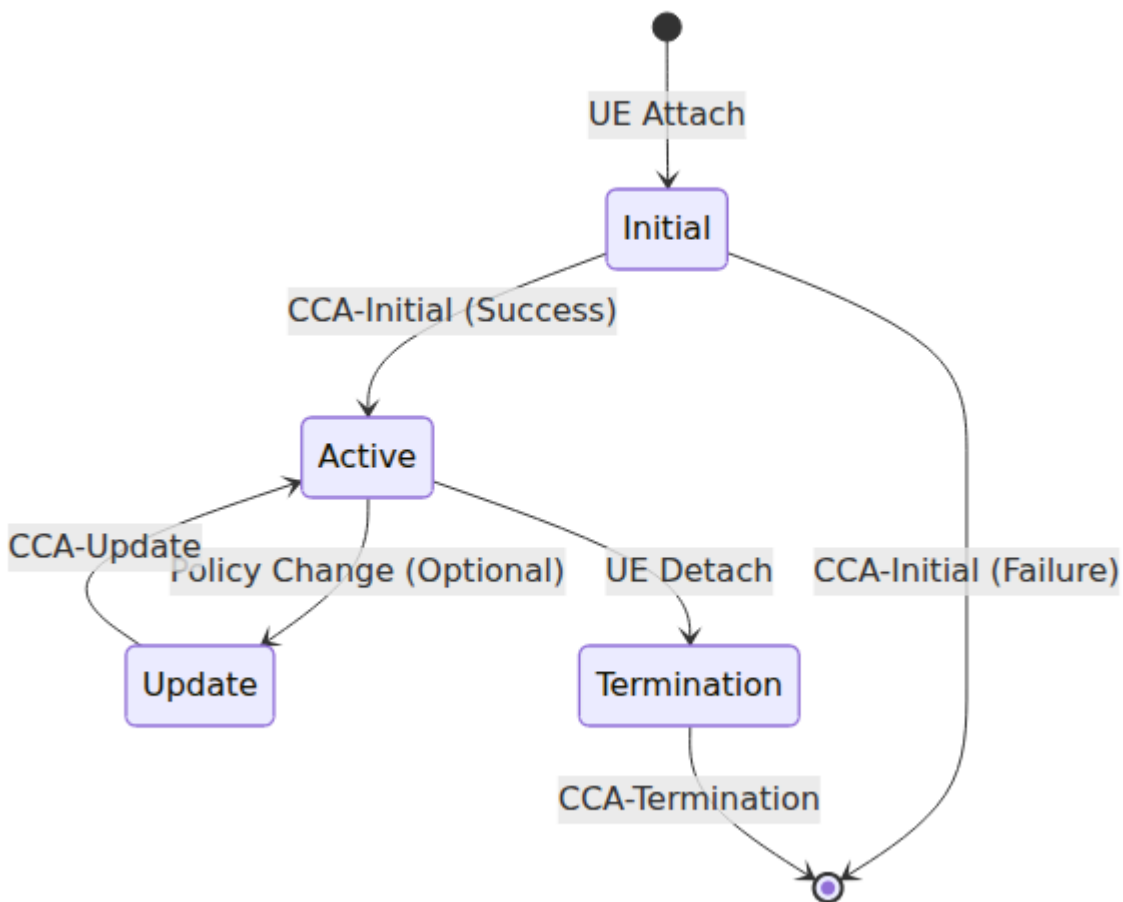 UE Attach
Initial
CCA-Initial (Success)
Active
CCA-Update
Policy Change (Optional)
UE Detach
CCA-Initial (Failure)
Update
Termination
CCA-Termination